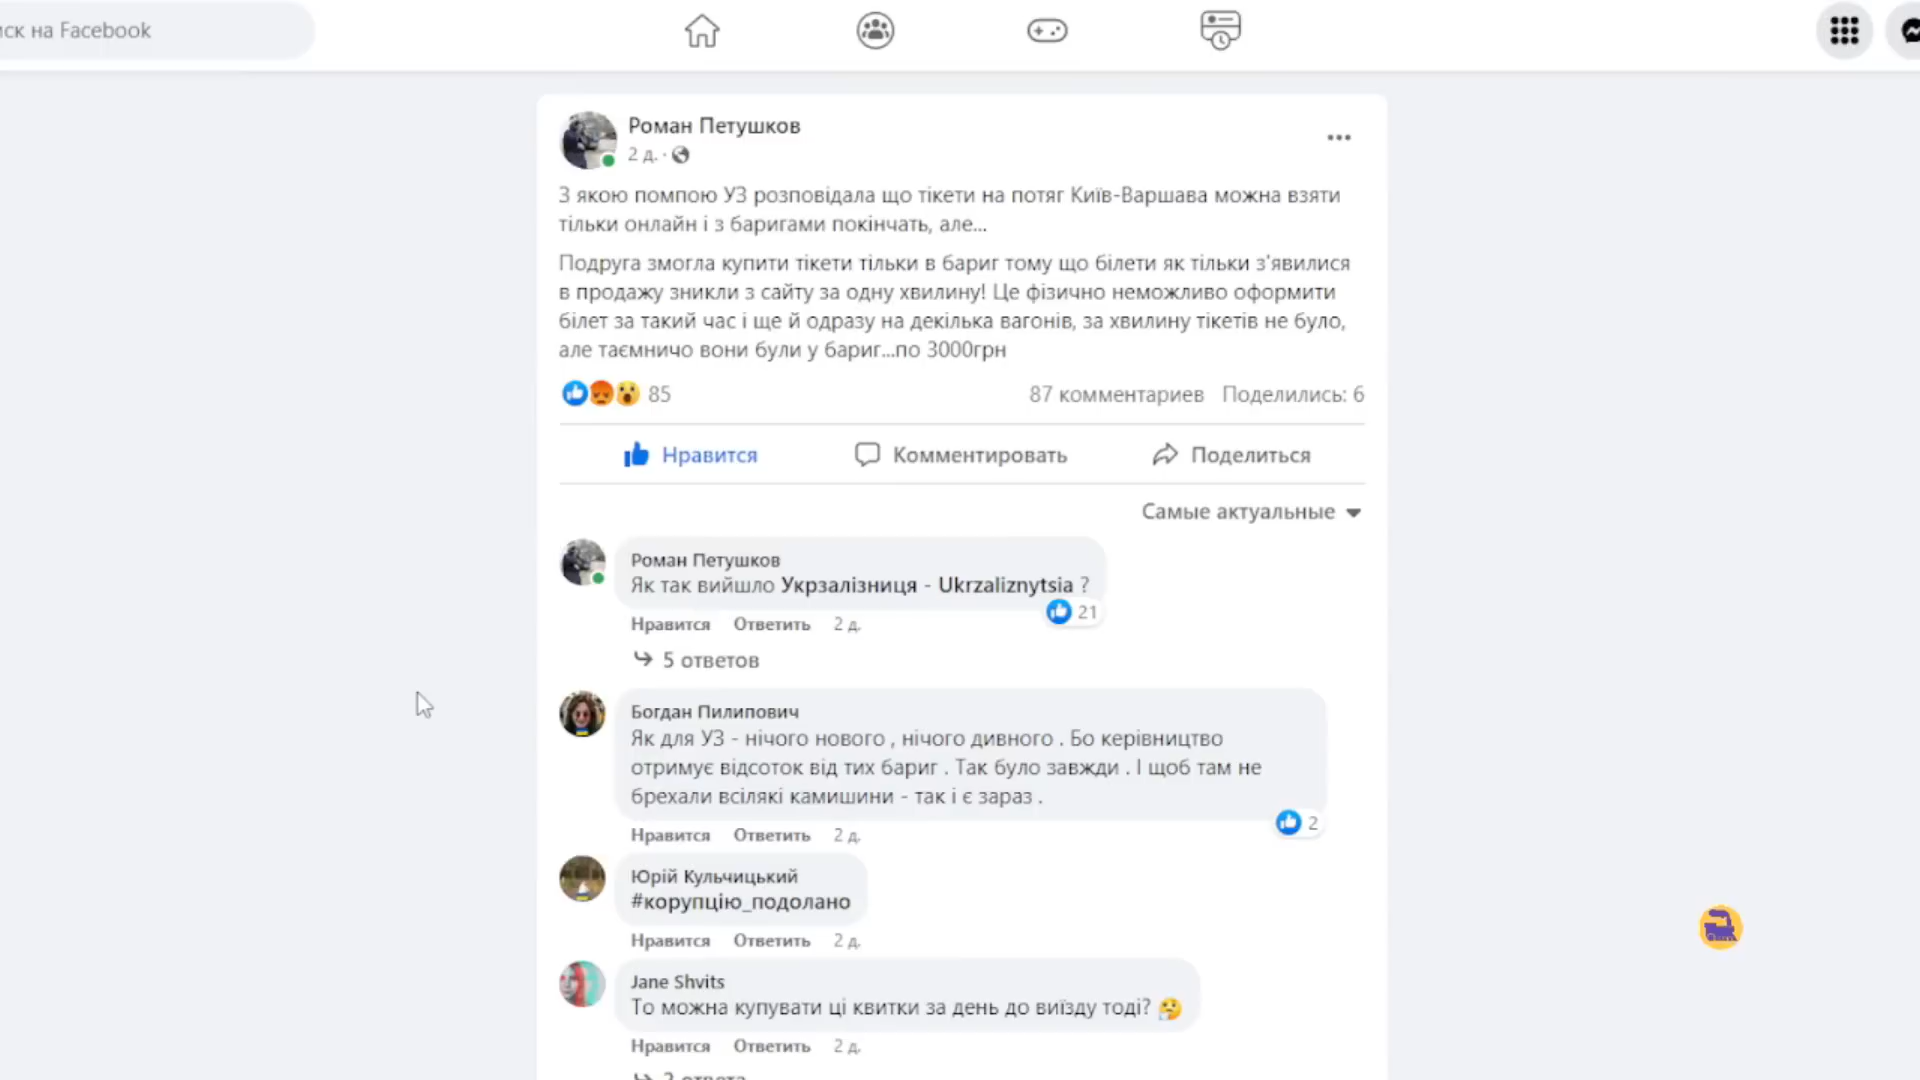 ск на Facebook
Роман Петушков
2 д. ·
З якою помпою УЗ розповідала що тікети на потяг Київ-Варшава можна взяти
тільки онлайн і з баригами покінчать, але...
Подруга змогла купити тікети тільки в бариг тому що білети як тільки з'явилися
в продажу зникли з сайту за одну хвилину! Це фізично неможливо оформити
білет за такий час і ще й одразу на декілька вагонів, за хвилину тікетів не було,
але таємничо вони були у бариг...по 3000грн
85 87 комментариев Поделились: 6
Нравится Комментировать Поделиться
Самые актуальные
Роман Петушков
Як так вийшло Укрзалізниця - Ukrzaliznytsia ?
21
Нравится Ответить 2 д.
5 ответов
Богдан Пилипович
Як для УЗ - нічого нового , нічого дивного . Бо керівництво
отримує відсоток від тих бариг . Так було завжди . І щоб там не
брехали всілякі камишини - так і є зараз .
2
Нравится Ответить 2 д.
Юрій Кульчицький
#корупцію_подолано
Нравится Ответить 2 д.
Jane Shvits
То можна купувати ці квитки за день до виїзду тоді?
Нравится Ответить 2 д.
2 ответа